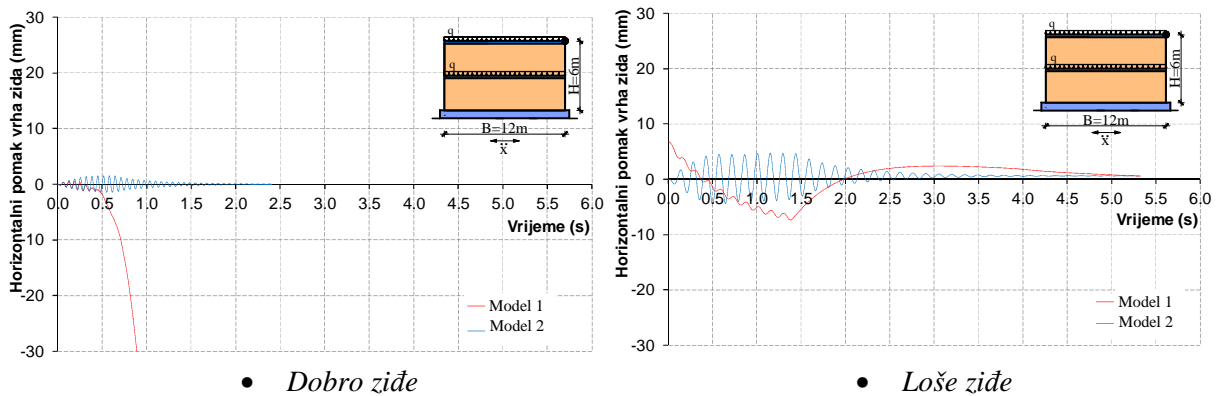 Horizontalni pomak vrha zida (mm)
30
20
10
0
-10
-20
-30
0.0 0.5 1.0 1.5 2.0 2.5 3.0 3.5 4.0 4.5 5.0 5.5 6.0
Vrijeme (s)
q
q
H=6m
B=12m
ẍ
Model 1
Model 2
• Dobro ziđe
Horizontalni pomak vrha zida (mm)
30
20
10
0
-10
-20
-30
0.0 0.5 1.0 1.5 2.0 2.5 3.0 3.5 4.0 4.5 5.0 5.5 6.0
Vrijeme (s)
q
q
H=6m
B=12m
ẍ
Model 1
Model 2
• Loše ziđe